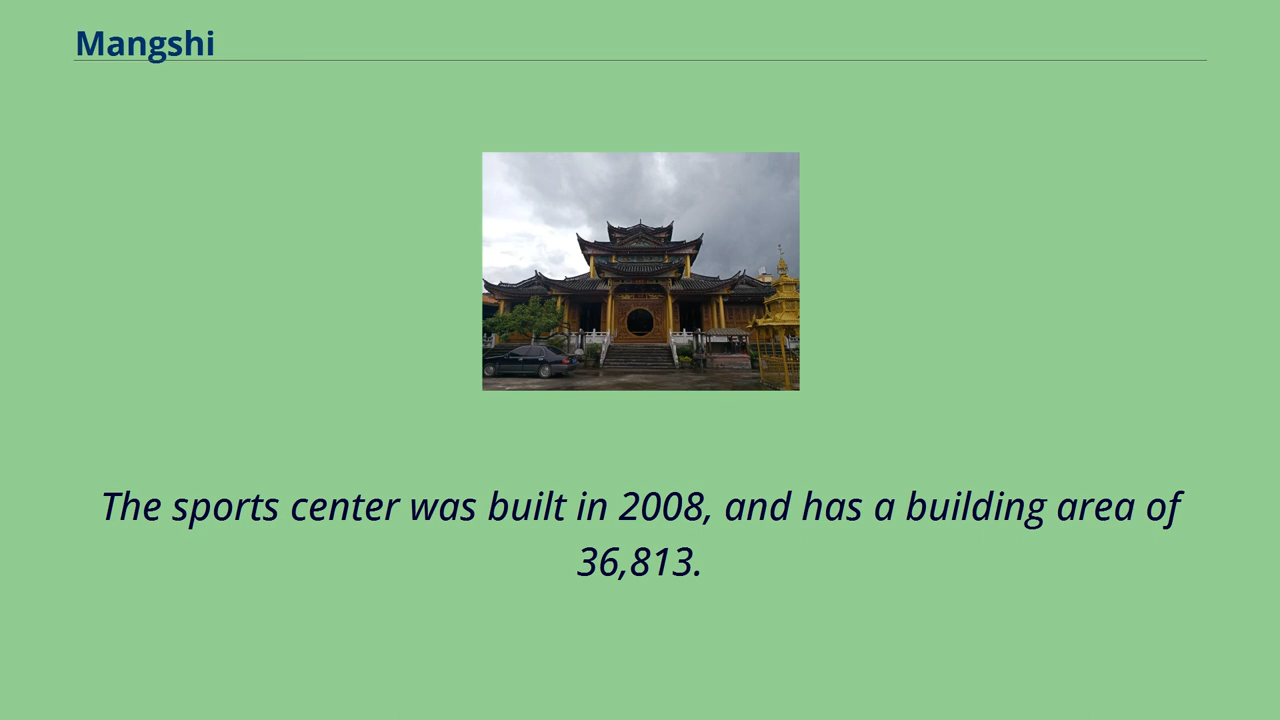 Mangshi
The sports center was built in 2008, and has a building area of
36,813.